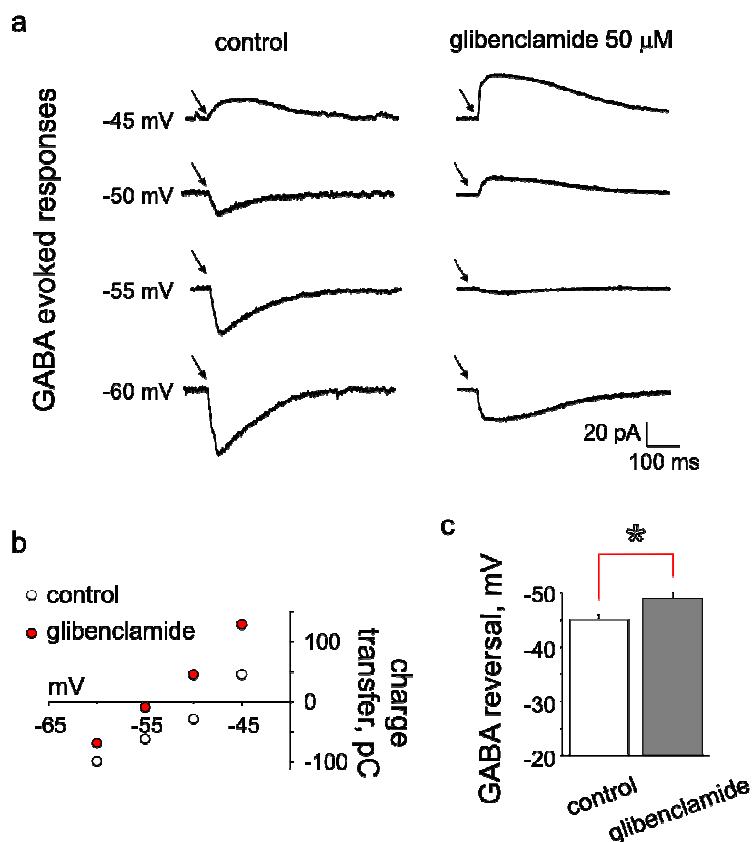 a
control
glibenclamide 50 µM
GABA evoked responses
-45 mV
-50 mV
-55 mV
-60 mV
20 pA
100 ms
b
control
glibenclamide
mV
-65
-55
-45
100
0
-100
charge
transfer, pC
c
*
GABA reversal, mV
-50
-40
-30
-20
control
glibenclamide